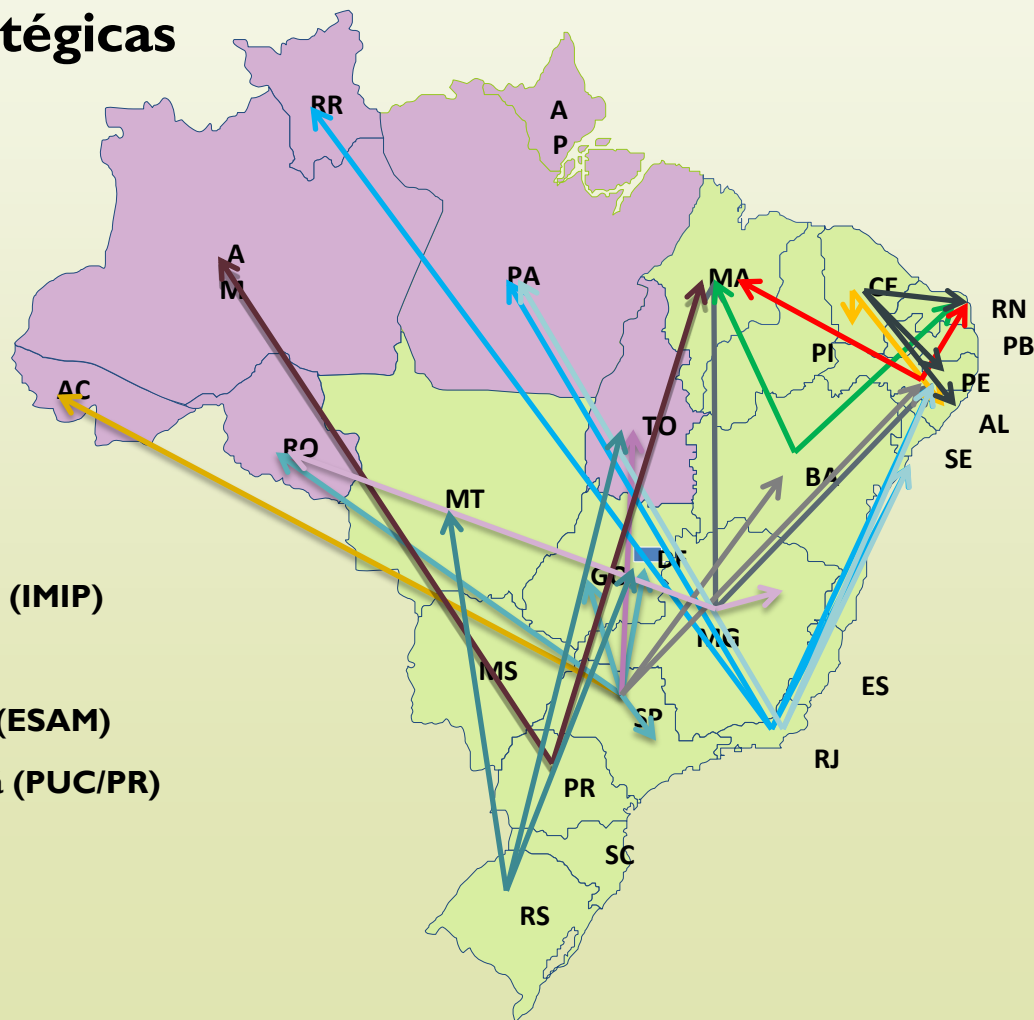 tégicas
RR
A
P
A
M
PA
MA
CE
RN
PB
PI
PE
AC
AL
TO
RO
SE
BA
MT
DF
GO
(IMIP)
MG
MS
ES
SP
(ESAM)
RJ
a (PUC/PR)
PR
SC
RS